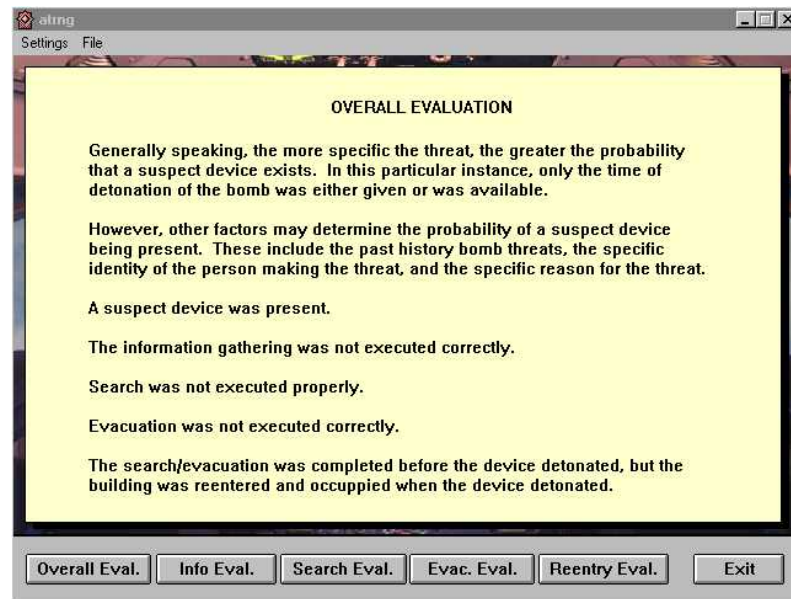 atrng
Settings File
OVERALL EVALUATION
Generally speaking, the more specific the threat, the greater the probability
that a suspect device exists. In this particular instance, only the time of
detonation of the bomb was either given or was available.
However, other factors may determine the probability of a suspect device
being present. These include the past history bomb threats, the specific
identity of the person making the threat, and the specific reason for the threat.
A suspect device was present.
The information gathering was not executed correctly.
Search was not executed properly.
Evacuation was not executed correctly.
The search/evacuation was completed before the device detonated, but the
building was reentered and occuppied when the device detonated.
Overall Eval. Info Eval. Search Eval. Evac. Eval. Reentry Eval. Exit